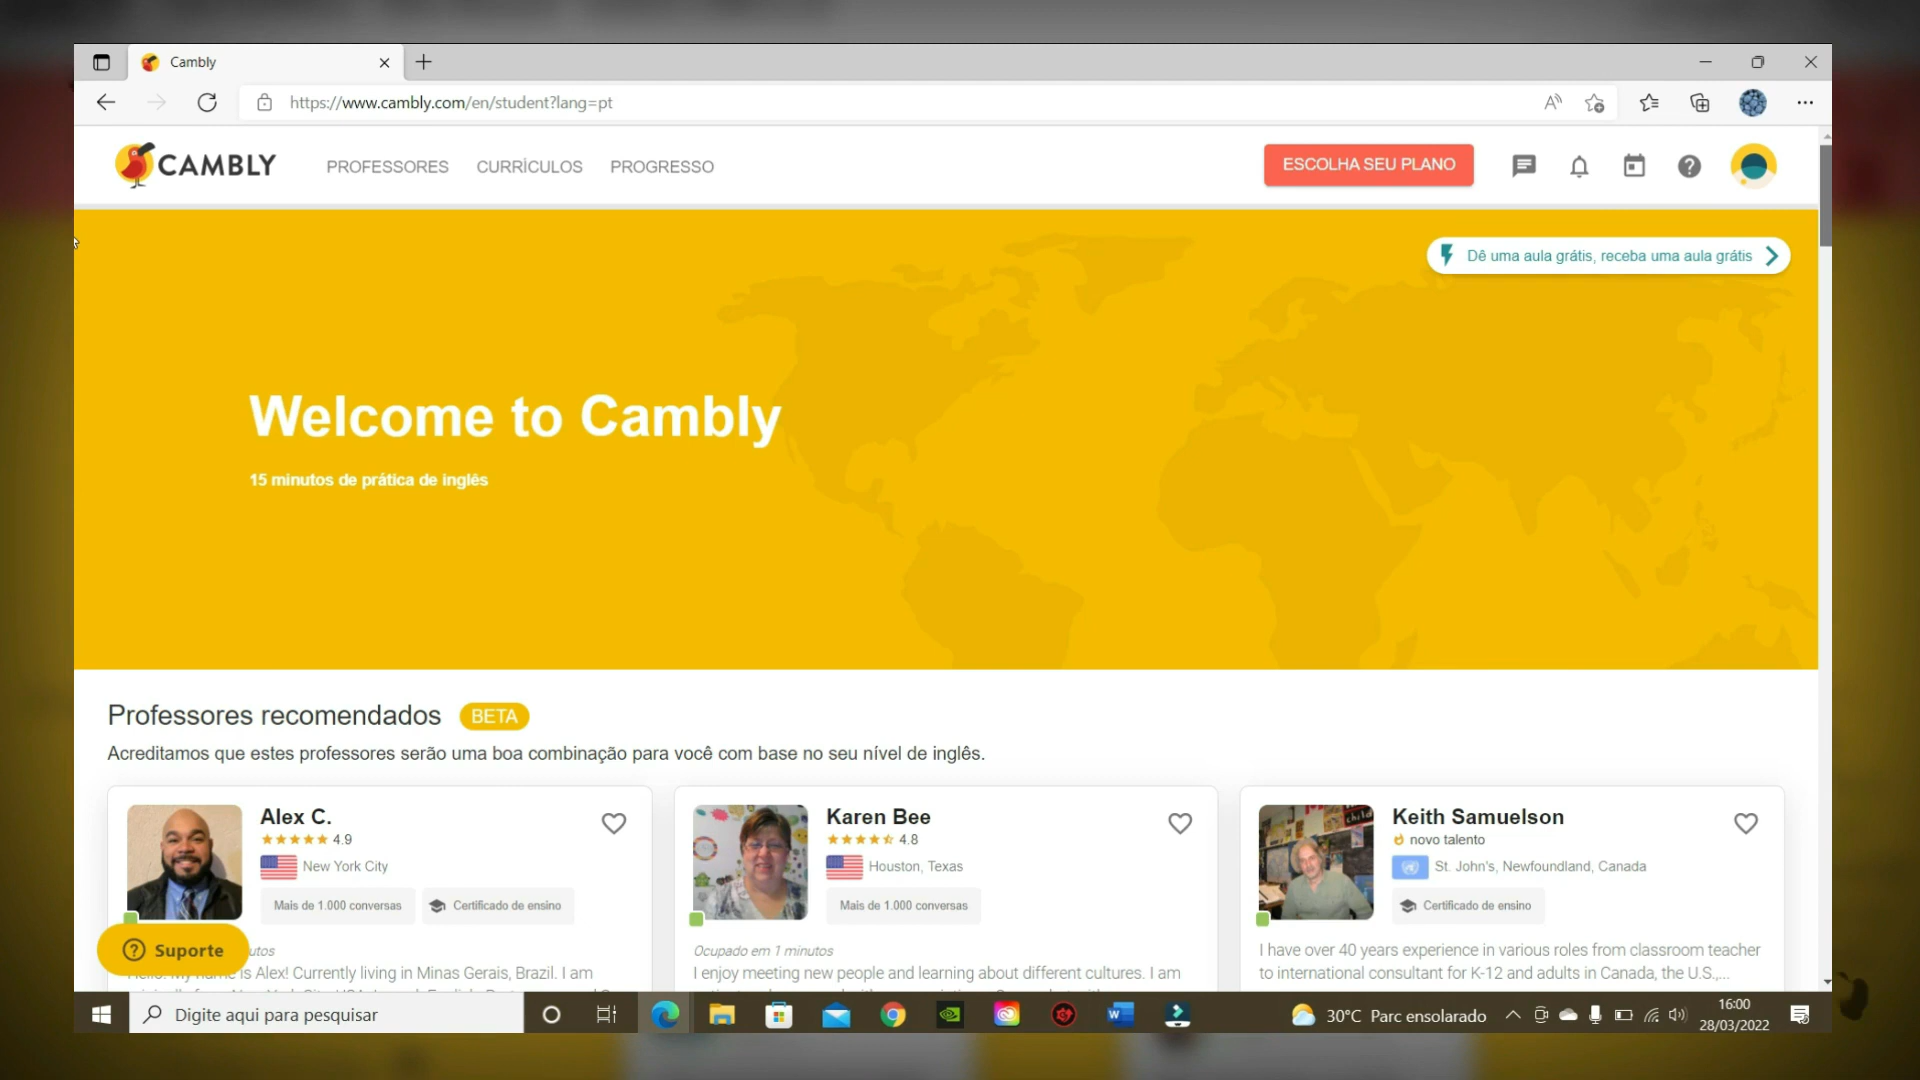 Cambly
https://www.cambly.com/en/student?lang=pt
CAMBLY
PROFESSORES CURRÍCULOS PROGRESSO
ESCOLHA SEU PLANO
Dê uma aula grátis, receba uma aula grátis
Welcome to Cambly
15 minutos de prática de inglês
Professores recomendados BETA
Acreditamos que estes professores serão uma boa combinação para você com base no seu nível de inglês.
Alex C.
4.9
New York City
Mais de 1.000 conversas Certificado de ensino
Suporte
is Alex! Currently living in Minas Gerais, Brazil. I am
Karen Bee
4.8
Houston, Texas
Mais de 1.000 conversas
Ocupado em 1 minutos
I enjoy meeting new people and learning about different cultures. I am
Keith Samuelson
novo talento
St. John's, Newfoundland, Canada
Certificado de ensino
I have over 40 years experience in various roles from classroom teacher
to international consultant for K-12 and adults in Canada, the U.S.,...
Digite aqui para pesquisar
30°C Parc ensolarado
16:00
28/03/2022